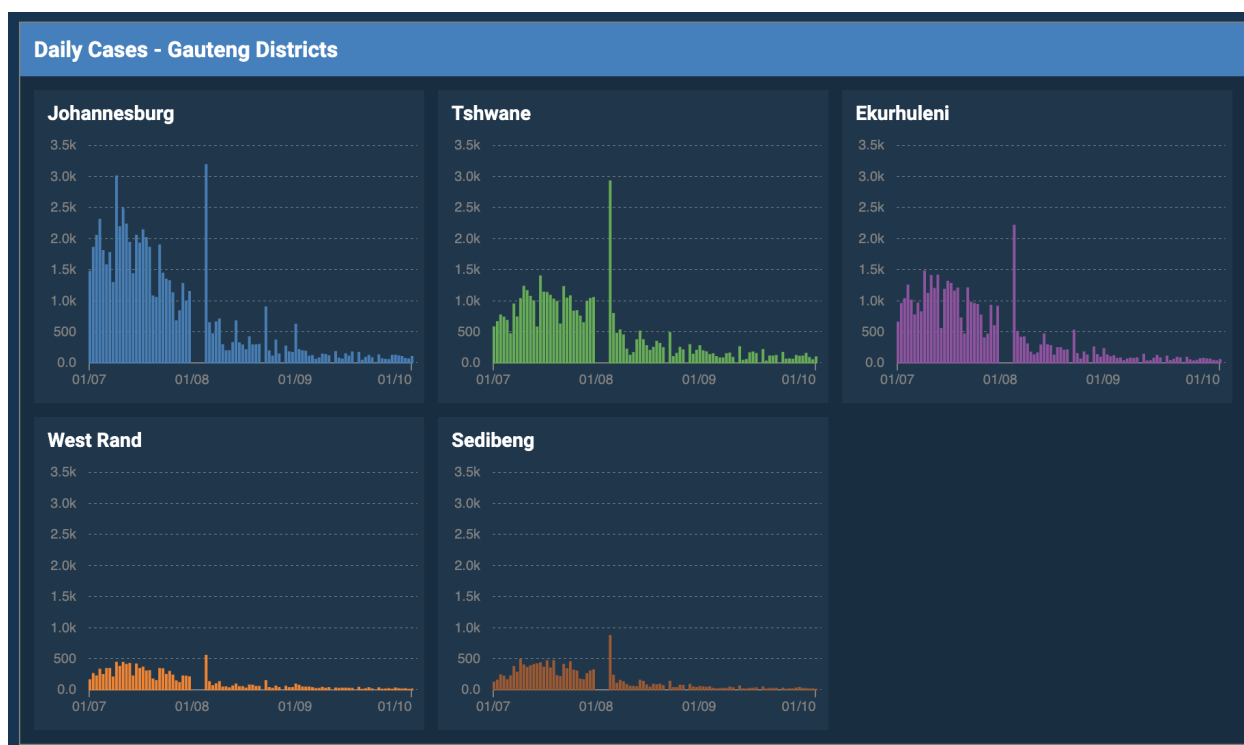 Daily Cases - Gauteng Districts
Johannesburg
3.5k
3.0k
2.5k
2.0k
1.5k
1.0k
500
0.0
01/07 01/08 01/09 01/10
Tshwane
3.5k
3.0k
2.5k
2.0k
1.5k
1.0k
500
0.0
01/07 01/08 01/09 01/10
Ekurhuleni
3.5k
3.0k
2.5k
2.0k
1.5k
1.0k
500
0.0
01/07 01/08 01/09 01/10
West Rand
3.5k
3.0k
2.5k
2.0k
1.5k
1.0k
500
0.0
01/07 01/08 01/09 01/10
Sedibeng
3.5k
3.0k
2.5k
2.0k
1.5k
1.0k
500
0.0
01/07 01/08 01/09 01/10